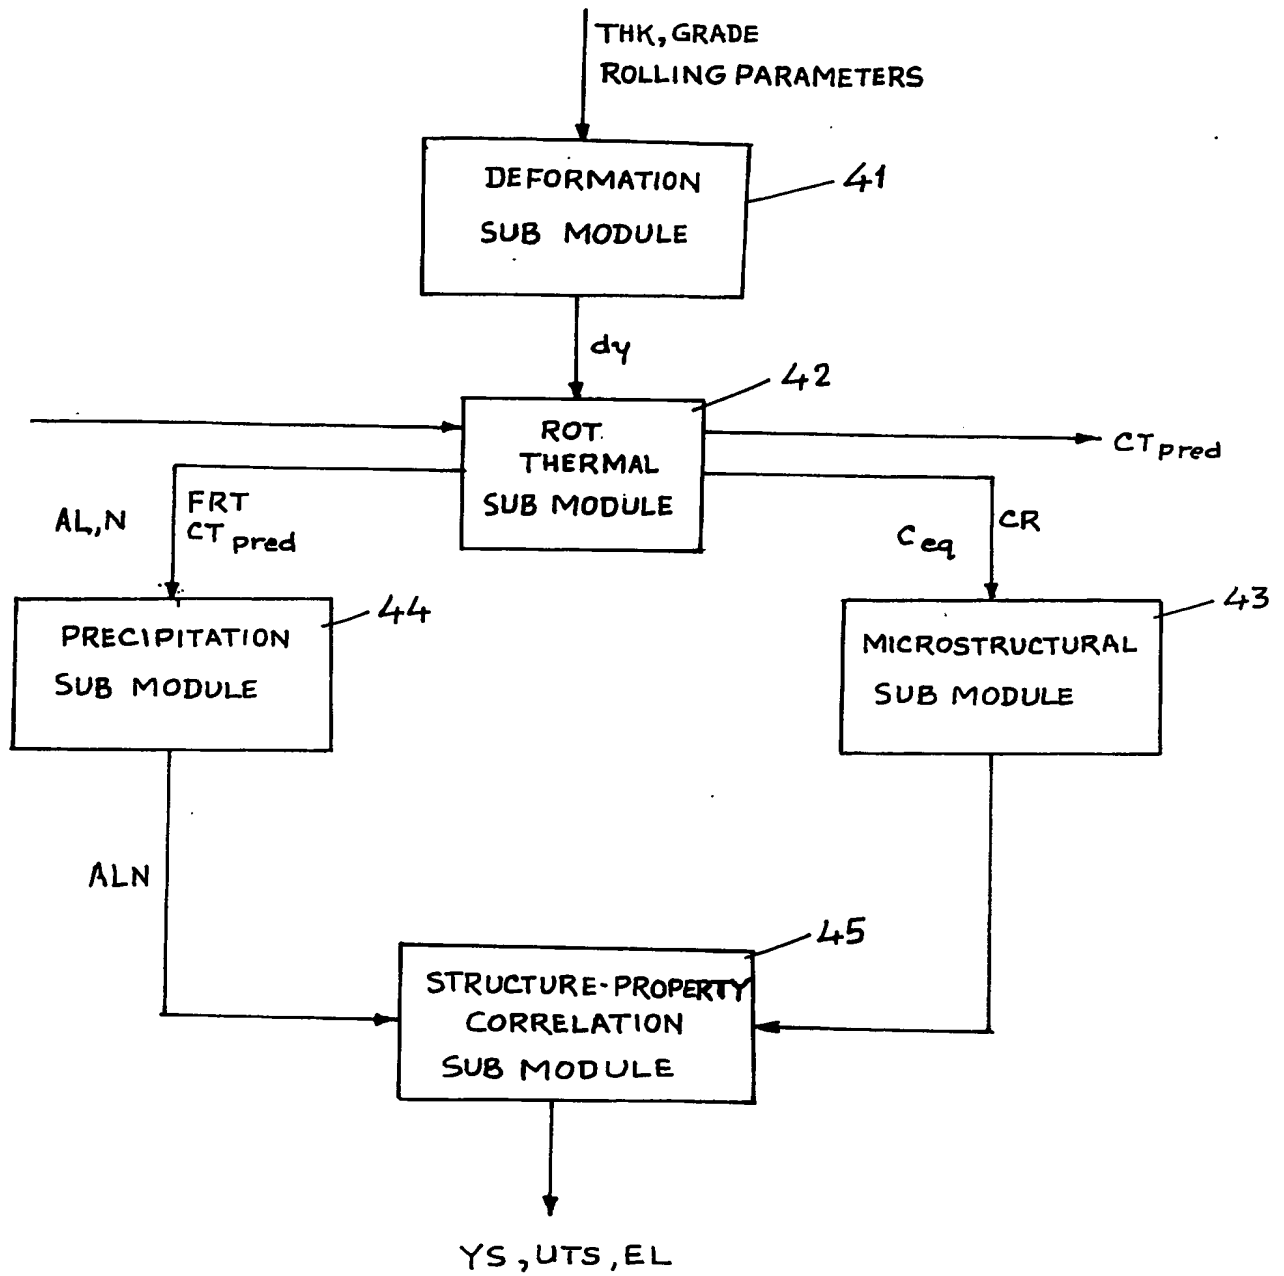 THK, GRADE
ROLLING PARAMETERS
DEFORMATION
SUB MODULE
41
dy
42
ROT.
THERMAL
SUB MODULE
CTpred
AL,N
FRT
CTpred
Ceq
CR
44
PRECIPITATION
SUB MODULE
43
MICROSTRUCTURAL
SUB MODULE
ALN
45
STRUCTURE-PROPERTY
CORRELATION
SUB MODULE
YS, UTS, EL